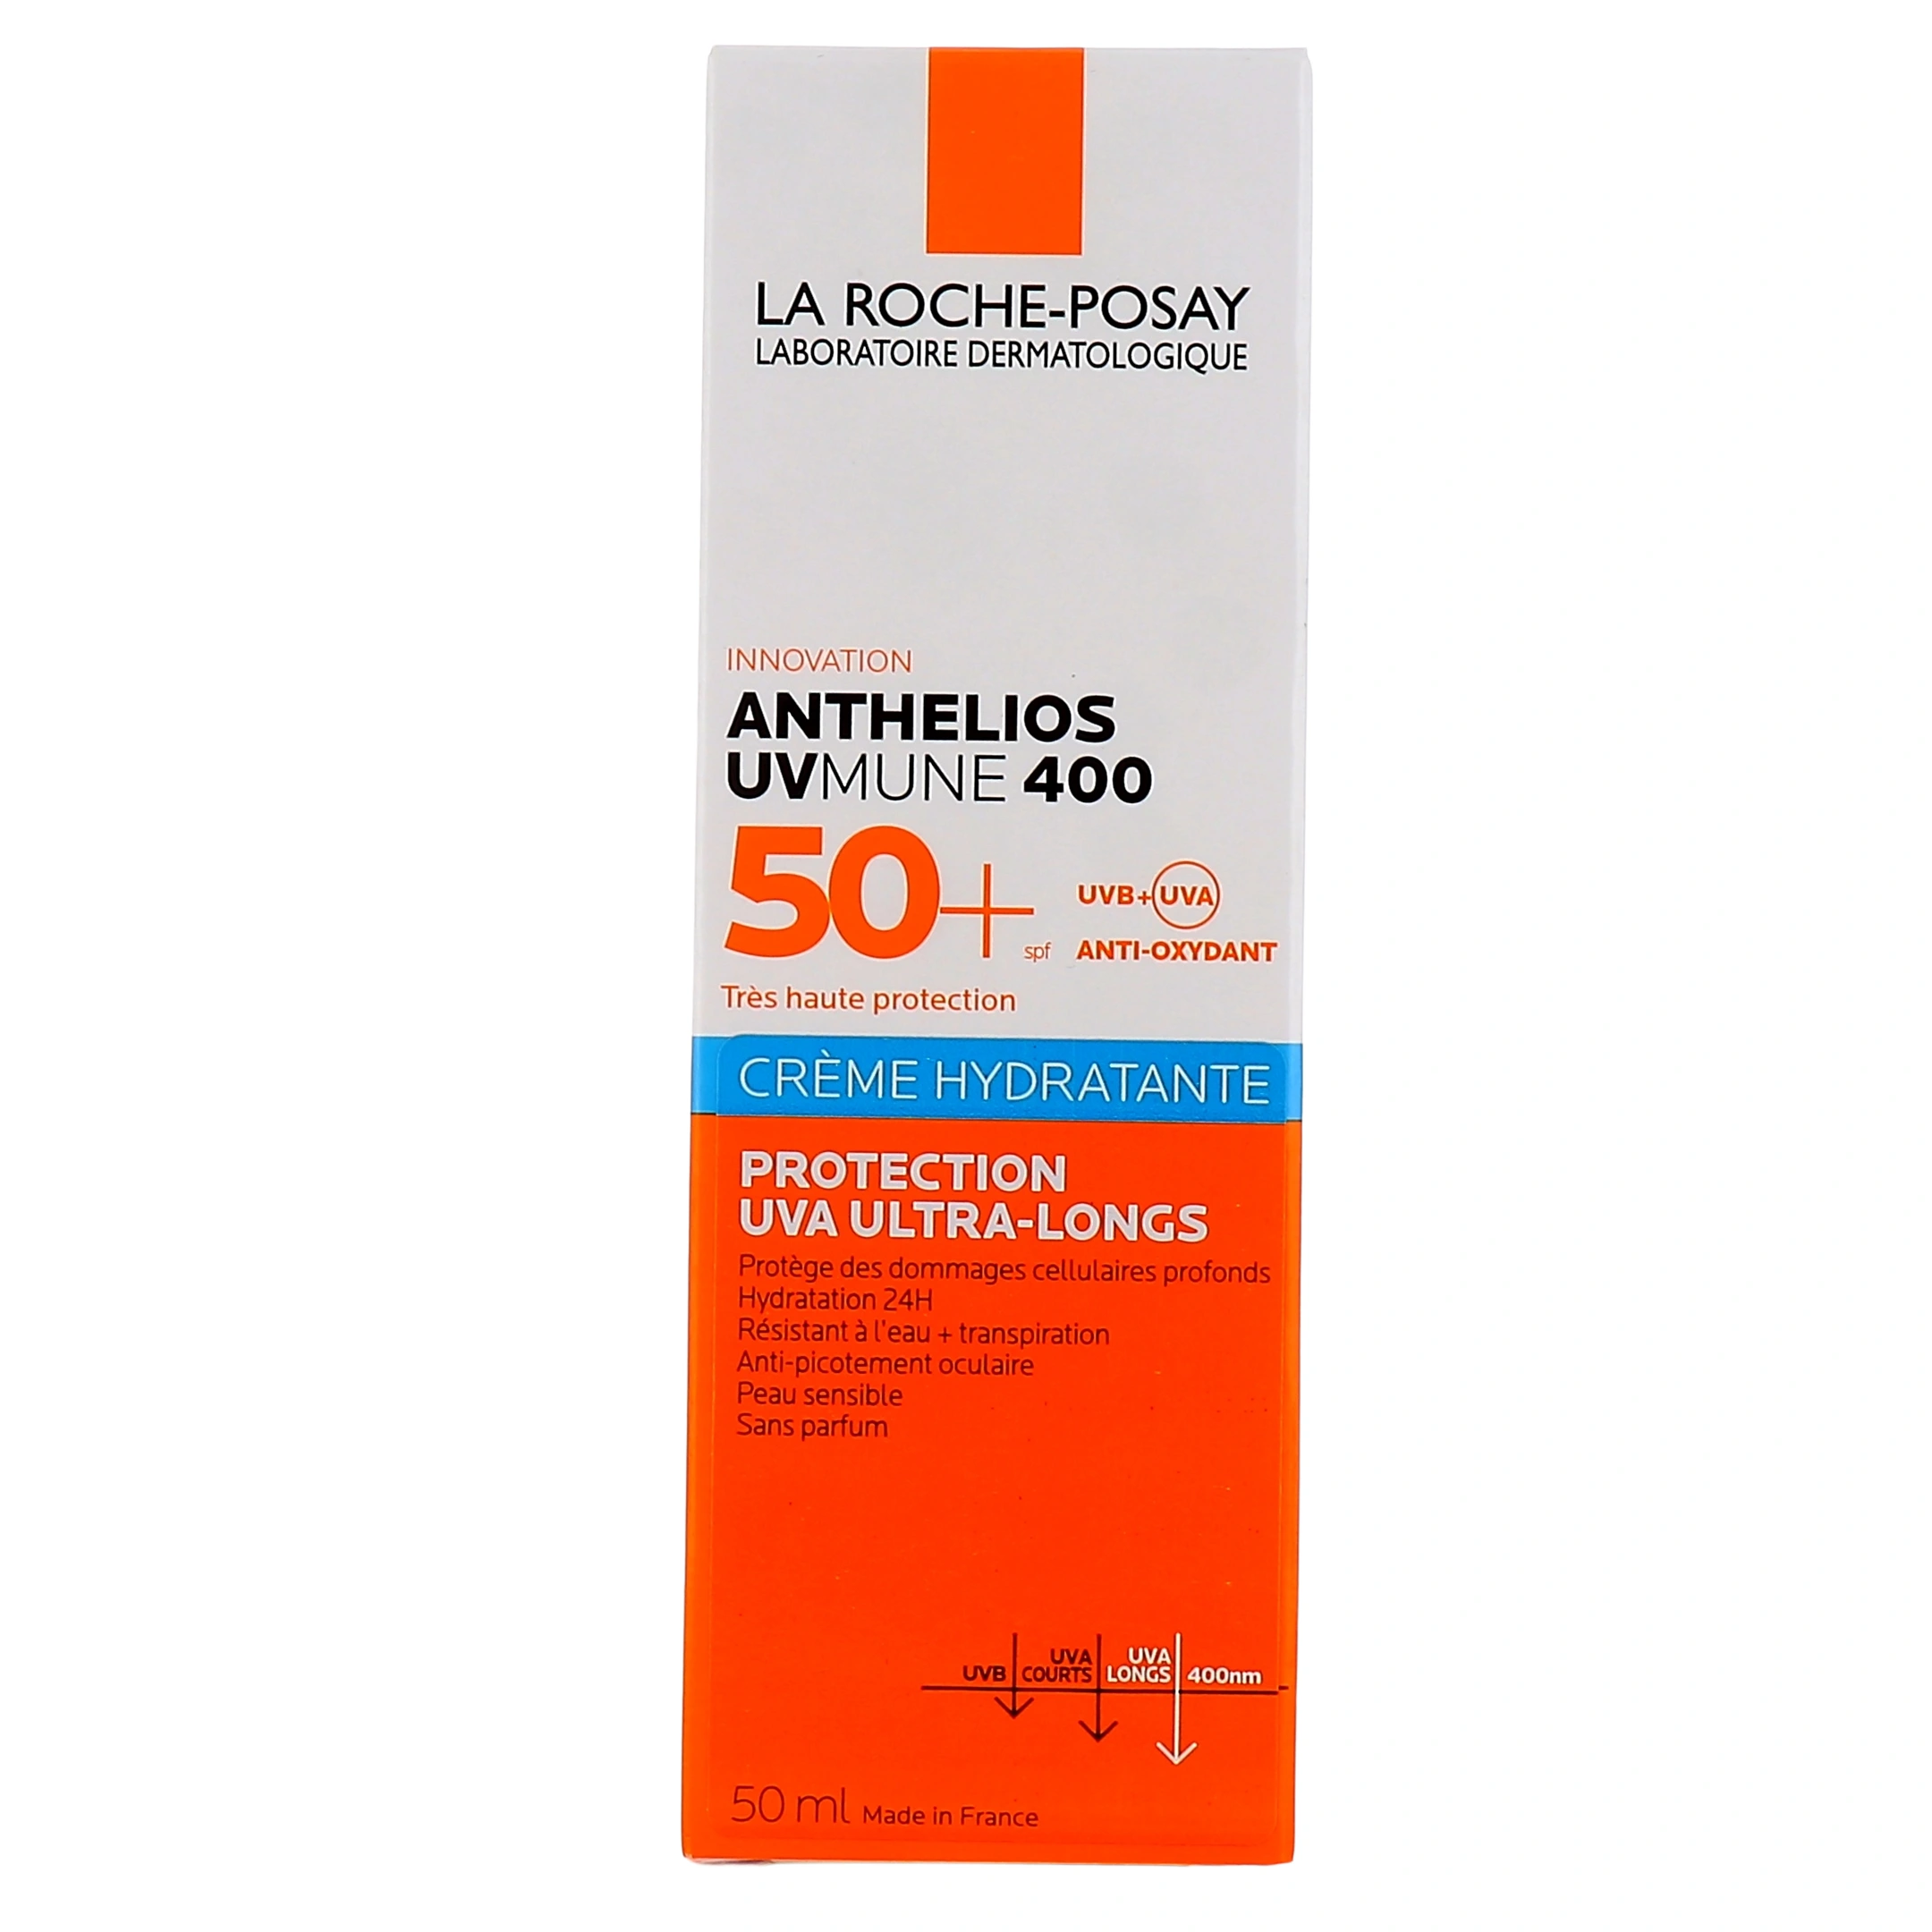 LA ROCHE-POSAY
LABORATOIRE DERMATOLOGIQUE
INNOVATION
ANTHELIOS
UVMUNE 400
50+ spf
UVB+UVA
ANTI-OXYDANT
Très haute protection
CRÈME HYDRATANTE
PROTECTION
UVA ULTRA-LONGS
Protège des dommages cellulaires profonds
Hydratation 24H
Résistant à l'eau + transpiration
Anti-picotement oculaire
Peau sensible
Sans parfum
UVB
UVA
COURTS
UVA
LONGS
400nm
50 ml Made in France